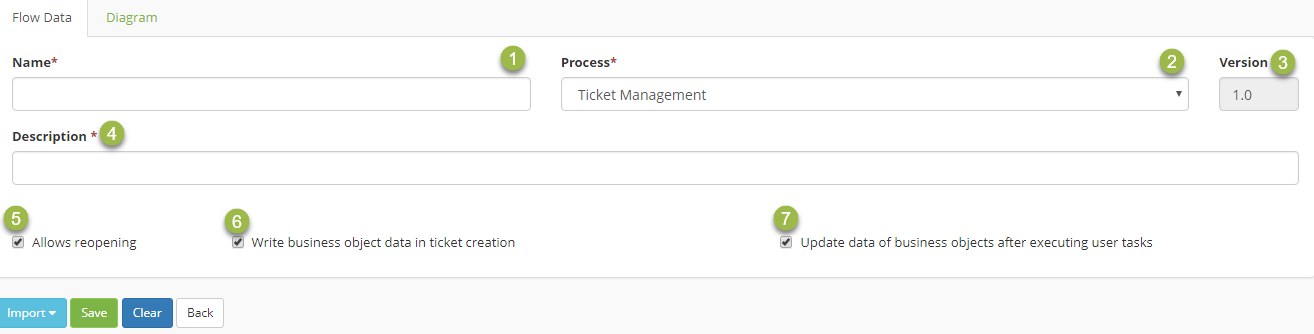 Flow Data Diagram
Name* 1 Process* 2 Version 3
Ticket Management 1.0
Description * 4
5 6 7
Allows reopening Write business object data in ticket creation Update data of business objects after executing user tasks
Import Save Clear Back